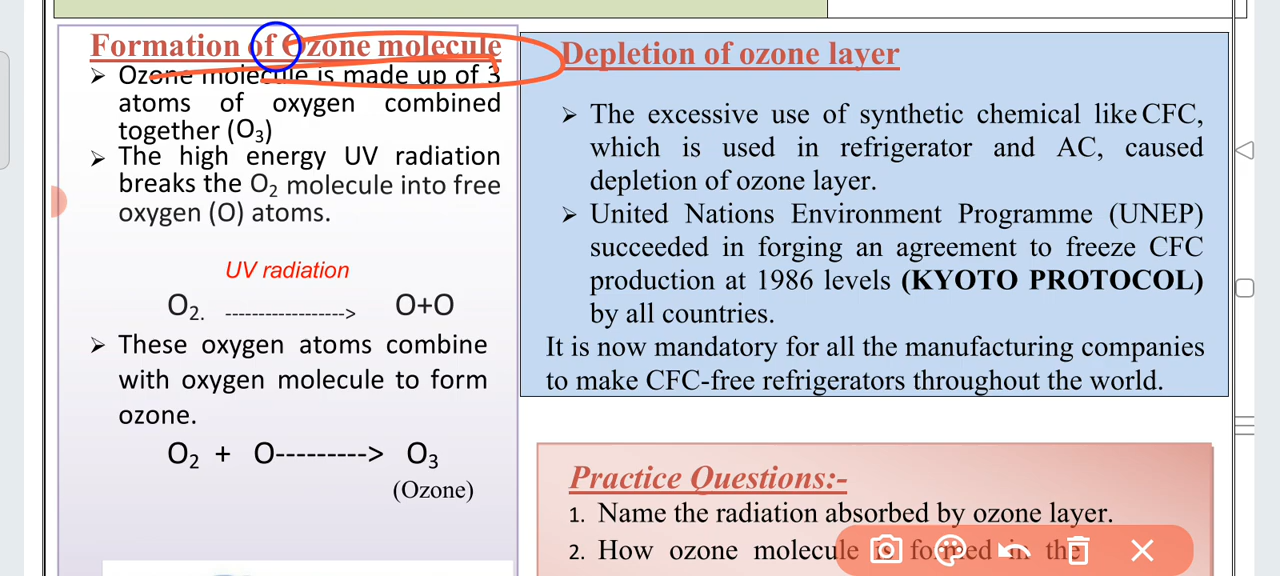 Formation of Ozone molecule
➢ Ozone molecule is made up of 3
atoms of oxygen combined
together (O₃)
➢ The high energy UV radiation
breaks the O₂ molecule into free
oxygen (O) atoms.
UV radiation
O₂. ------------------> O+O
➢ These oxygen atoms combine
with oxygen molecule to form
ozone.
O₂ + O---------> O₃
(Ozone)
Depletion of ozone layer
➢ The excessive use of synthetic chemical like CFC,
which is used in refrigerator and AC, caused
depletion of ozone layer.
➢ United Nations Environment Programme (UNEP)
succeeded in forging an agreement to freeze CFC
production at 1986 levels (KYOTO PROTOCOL)
by all countries.
It is now mandatory for all the manufacturing companies
to make CFC-free refrigerators throughout the world.
Practice Questions:-
1. Name the radiation absorbed by ozone layer.
2. How ozone molecule is formed in the